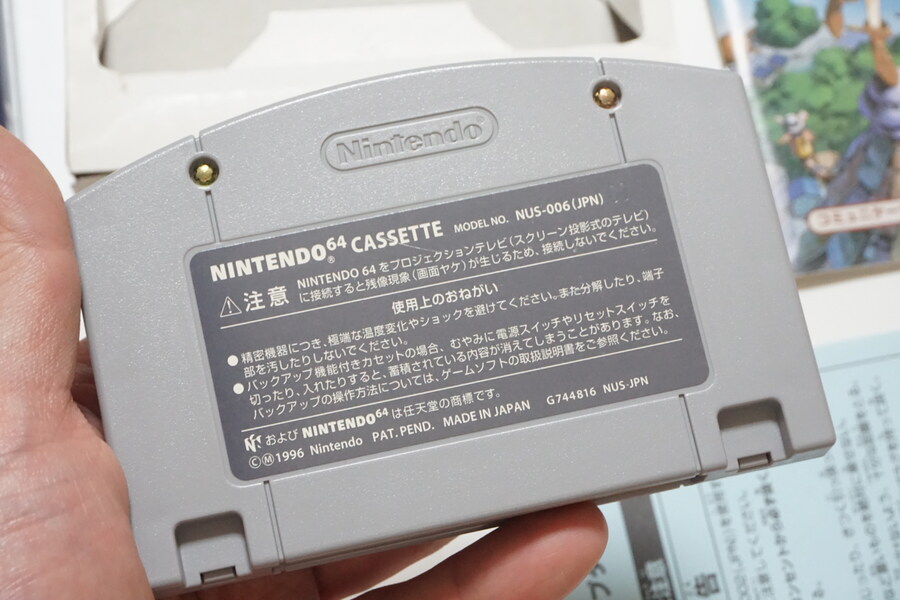 Nintendo®
NINTENDO64® CASSETTE MODEL NO. NUS-006(JPN)
⚠注意 NINTENDO 64 をプロジェクションテレビ(スクリーン投影式のテレビ)
に接続すると残像現象(画面ヤケ)が生じるため、接続しないでください。
使用上のおねがい
●精密機器につき、極端な温度変化やショックを避けてください。また分解したり、端子
部を汚したりしないでください。
●バックアップ機能付きカセットの場合、むやみに電源スイッチやリセットスイッチを
切ったり、入れたりすると、蓄積されている内容が消えてしまうことがあります。なお、
バックアップの操作方法については、ゲームソフトの取扱説明書をご参照ください。
および NINTENDO64 は任天堂の商標です。
ⒸⓂ1996 Nintendo PAT. PEND. MADE IN JAPAN G744816 NUS-JPN
コミュニケー